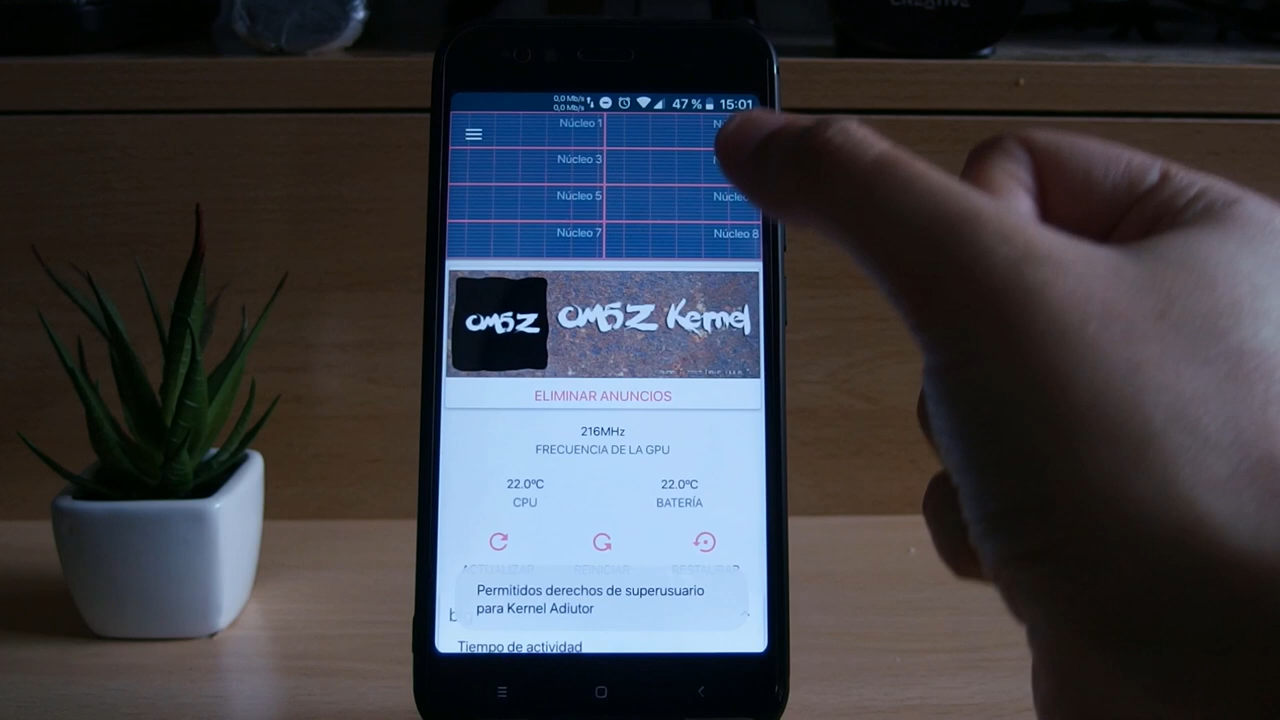 CREATIVE
0,0 Mb/s
0,0 Mb/s
47 % 15:01
Núcleo 1
Núcleo 3
Núcleo 5
Núcleo
Núcleo 7
Núcleo 8
OM5Z
OM5Z Kernel
ELIMINAR ANUNCIOS
216MHz
FRECUENCIA DE LA GPU
22.0ºC
22.0ºC
CPU
BATERÍA
ACTUALIZAR
REINICIAR
RESTAURAR
Permitidos derechos de superusuario
para Kernel Adiutor
Tiempo de actividad